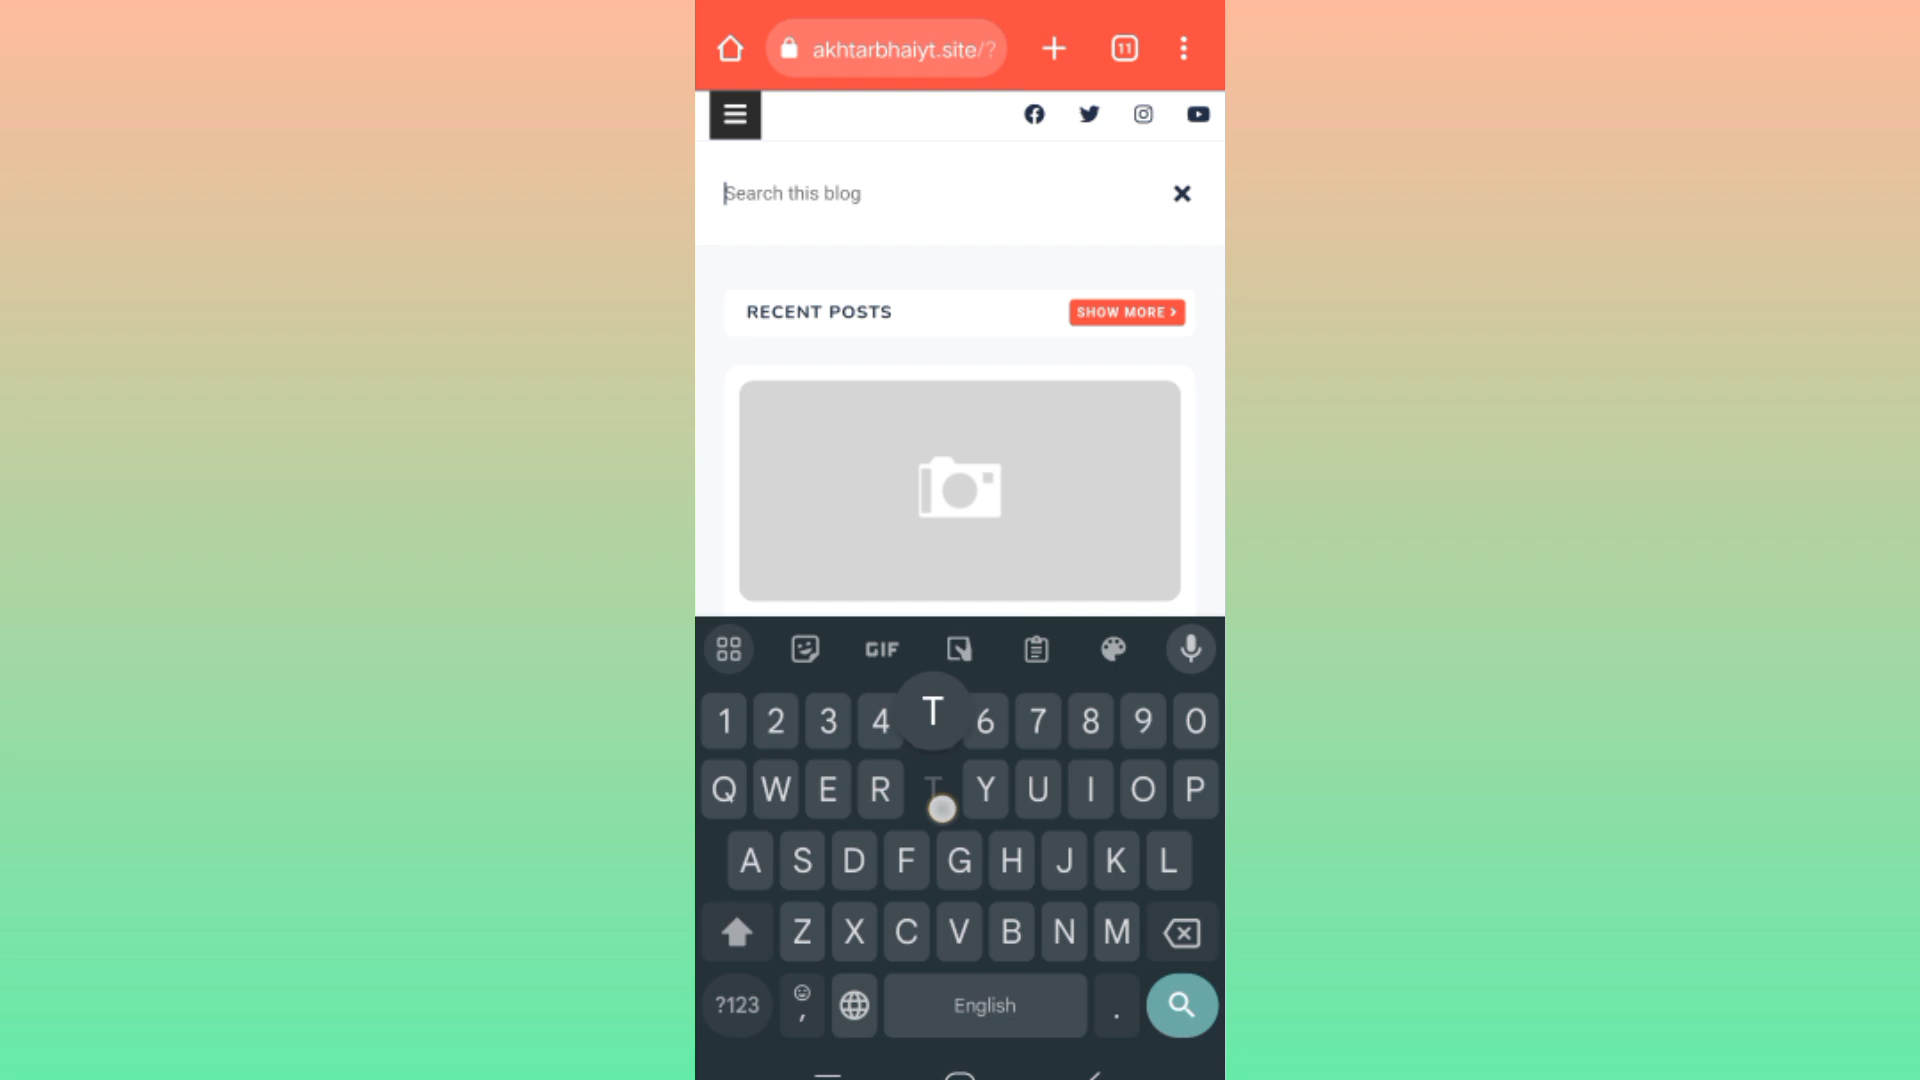 akhtarbhaiyt.site/?
11
Search this blog
RECENT POSTS
SHOW MORE >
GIF
T
1 2 3 4 6 7 8 9 0
Q W E R T Y U I O P
A S D F G H J K L
Z X C V B N M
?123 , English .